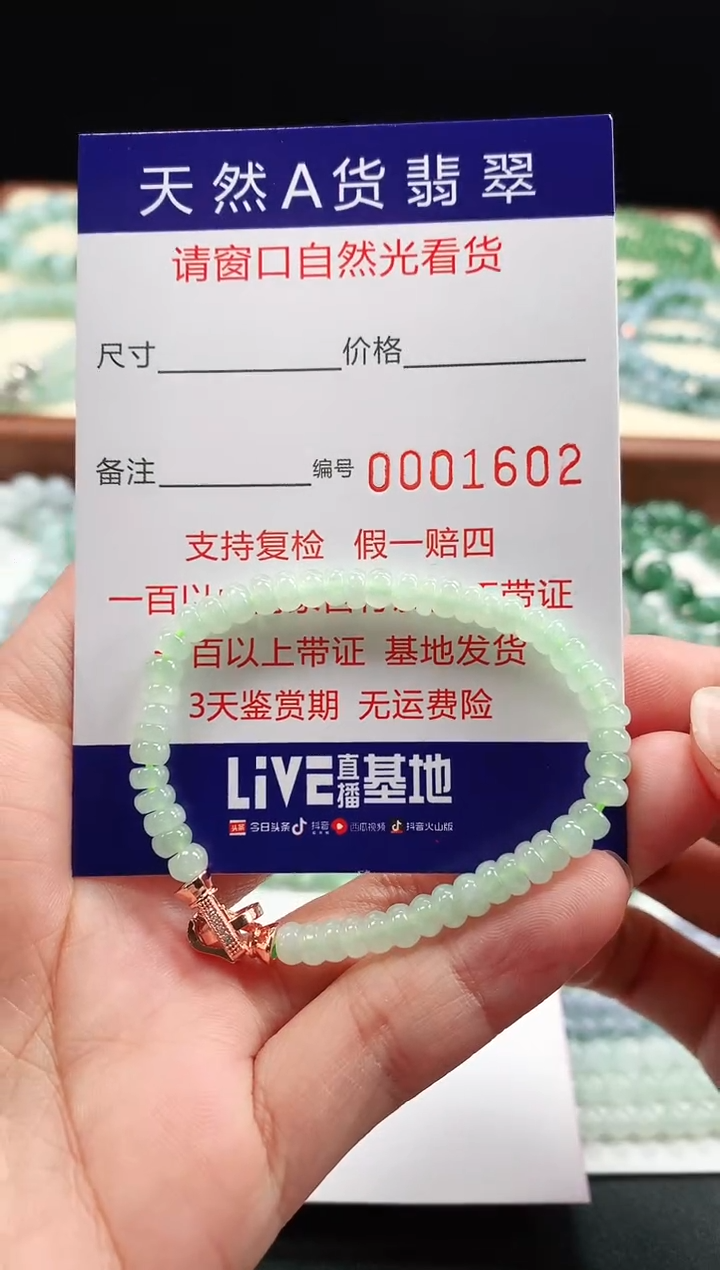 天然A货翡翠
请窗口自然光看货
尺寸 价格
备注 编号 0001602
支持复检 假一赔四
一百以 带证
百以上带证 基地发货
3天鉴赏期 无运费险
LiVE直播基地
头条 今日头条 抖音 西瓜视频 抖音火山版